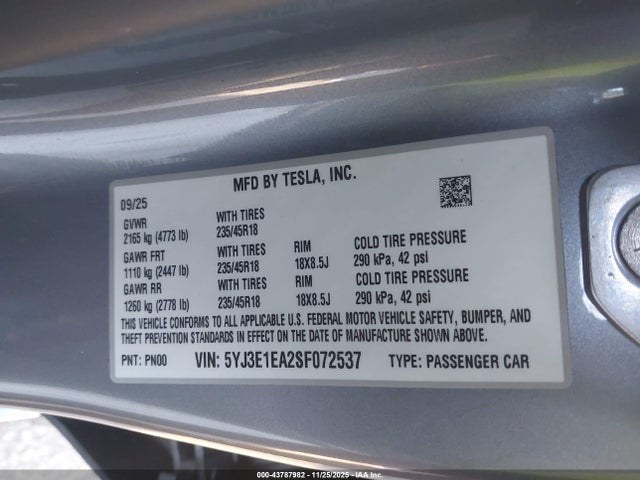 MFD BY TESLA, INC.
09/25
GVWR WITH TIRES
2165 kg (4773 lb) 235/45R18
GAWR FRT WITH TIRES RIM COLD TIRE PRESSURE
1110 kg (2447 lb) 235/45R18 18X8.5J 290 kPa, 42 psi
GAWR RR WITH TIRES RIM COLD TIRE PRESSURE
1260 kg (2778 lb) 235/45R18 18X8.5J 290 kPa, 42 psi
THIS VEHICLE CONFORMS TO ALL APPLICABLE U.S. FEDERAL MOTOR VEHICLE SAFETY, BUMPER, AND
THEFT PREVENTION STANDARDS IN EFFECT ON THE DATE OF MANUFACTURE SHOWN ABOVE.
PNT: PN00 VIN: 5YJ3E1EA2SF072537 TYPE: PASSENGER CAR
000-43787982 - 11/25/2025 - IAAI.COM